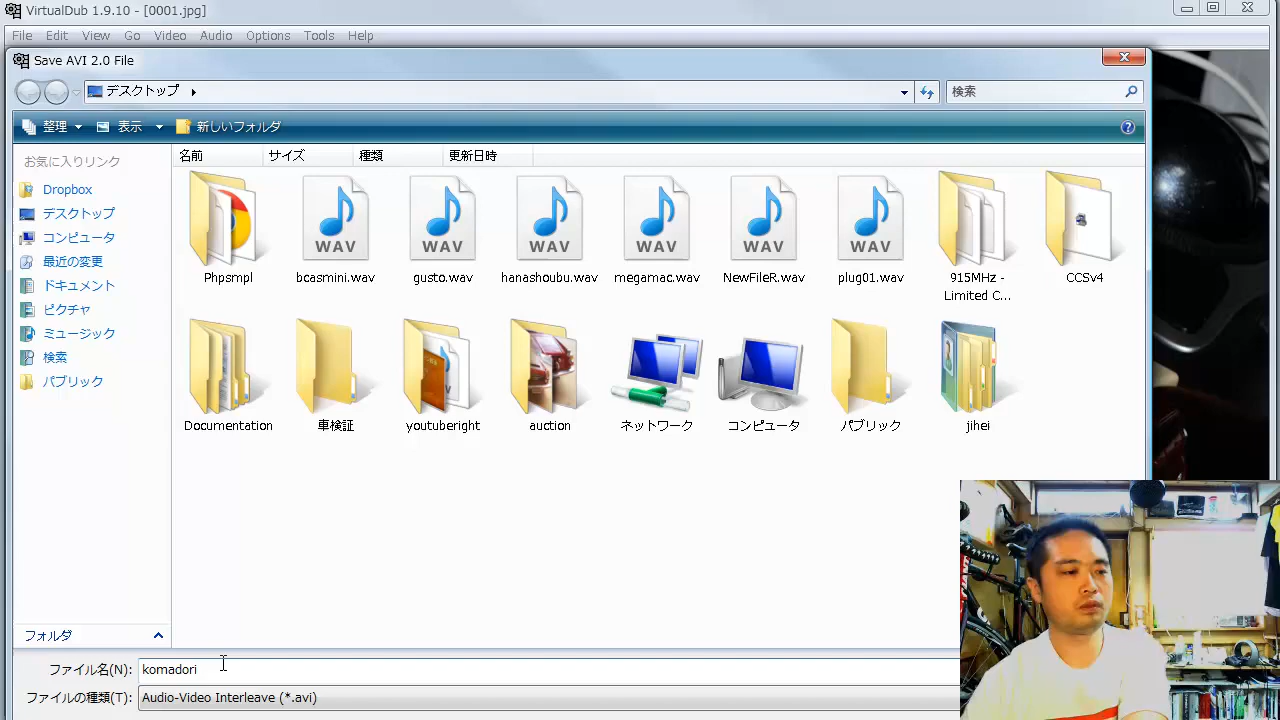 VirtualDub 1.9.10 - [0001.jpg]
File Edit View Go Video Audio Options Tools Help
Save AVI 2.0 File
デスクトップ
検索
整理 表示 新しいフォルダ
お気に入りリンク
Dropbox
デスクトップ
コンピュータ
最近の変更
ドキュメント
ピクチャ
ミュージック
検索
パブリック
フォルダ
名前 サイズ 種類 更新日時
WAV WAV WAV WAV WAV WAV
Phpsmpl bcasmini.wav gusto.wav hanashoubu.wav megamac.wav NewFileR.wav plug01.wav 915MHz - CCSv4
Limited C...
Documentation 車検証 youtuberight auction ネットワーク コンピュータ パブリック jihei
ファイル名(N): komadori
ファイルの種類(T): Audio-Video Interleave (*.avi)